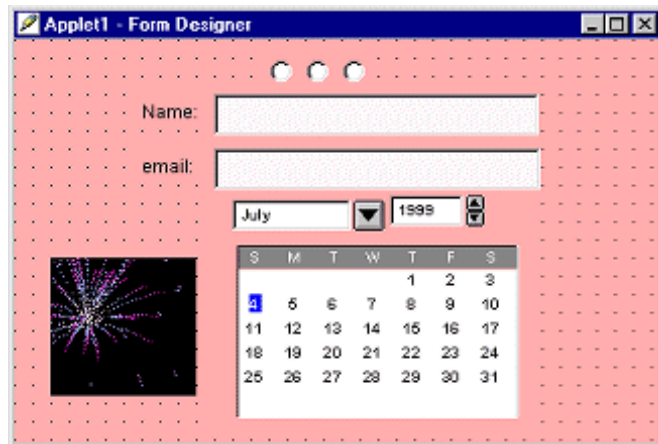 Applet1 - Form Designer
Name:
email:
July 1999
S M T W T F S
1 2 3
4 5 6 7 8 9 10
11 12 13 14 15 16 17
18 19 20 21 22 23 24
25 26 27 28 29 30 31